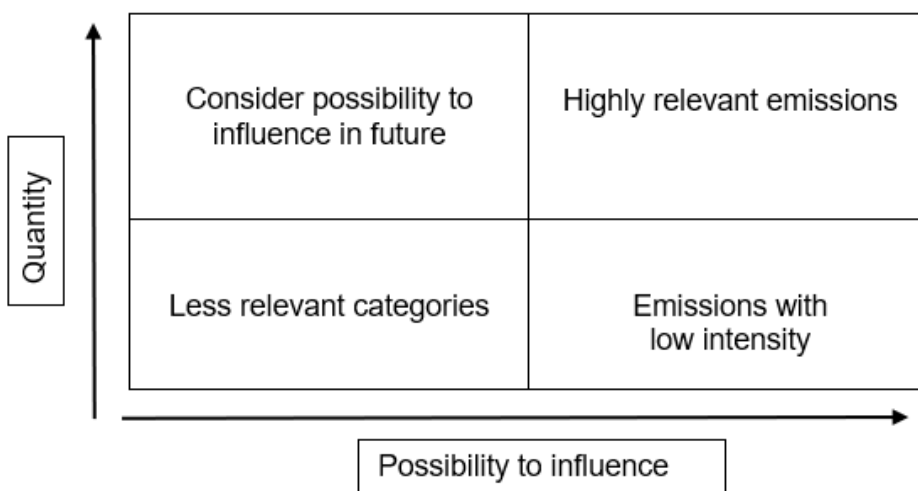 Consider possibility to
influence in future
Highly relevant emissions
Quantity
Less relevant categories
Emissions with
low intensity
Possibility to influence